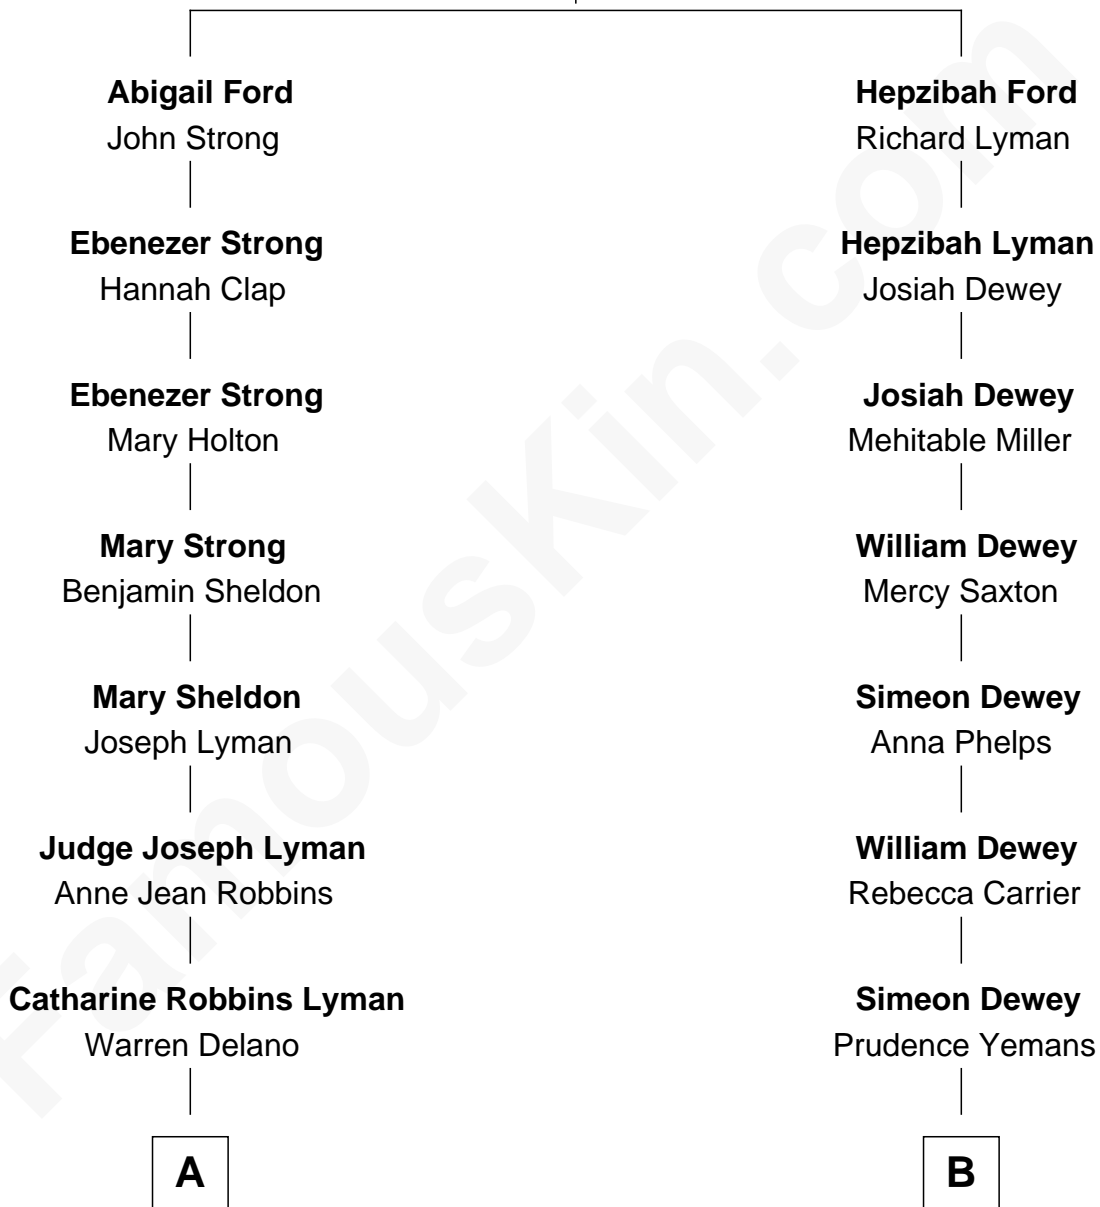 Abigail Ford
John Strong
Ebenezer Strong
Hannah Clap
Ebenezer Strong
Mary Holton
Mary Strong
Benjamin Sheldon
Mary Sheldon
Joseph Lyman
Judge Joseph Lyman
Anne Jean Robbins
Catharine Robbins Lyman
Warren Delano
A
Hepzibah Ford
Richard Lyman
Hepzibah Lyman
Josiah Dewey
Josiah Dewey
Mehitable Miller
William Dewey
Mercy Saxton
Simeon Dewey
Anna Phelps
William Dewey
Rebecca Carrier
Simeon Dewey
Prudence Yemans
B
FamousKin.com